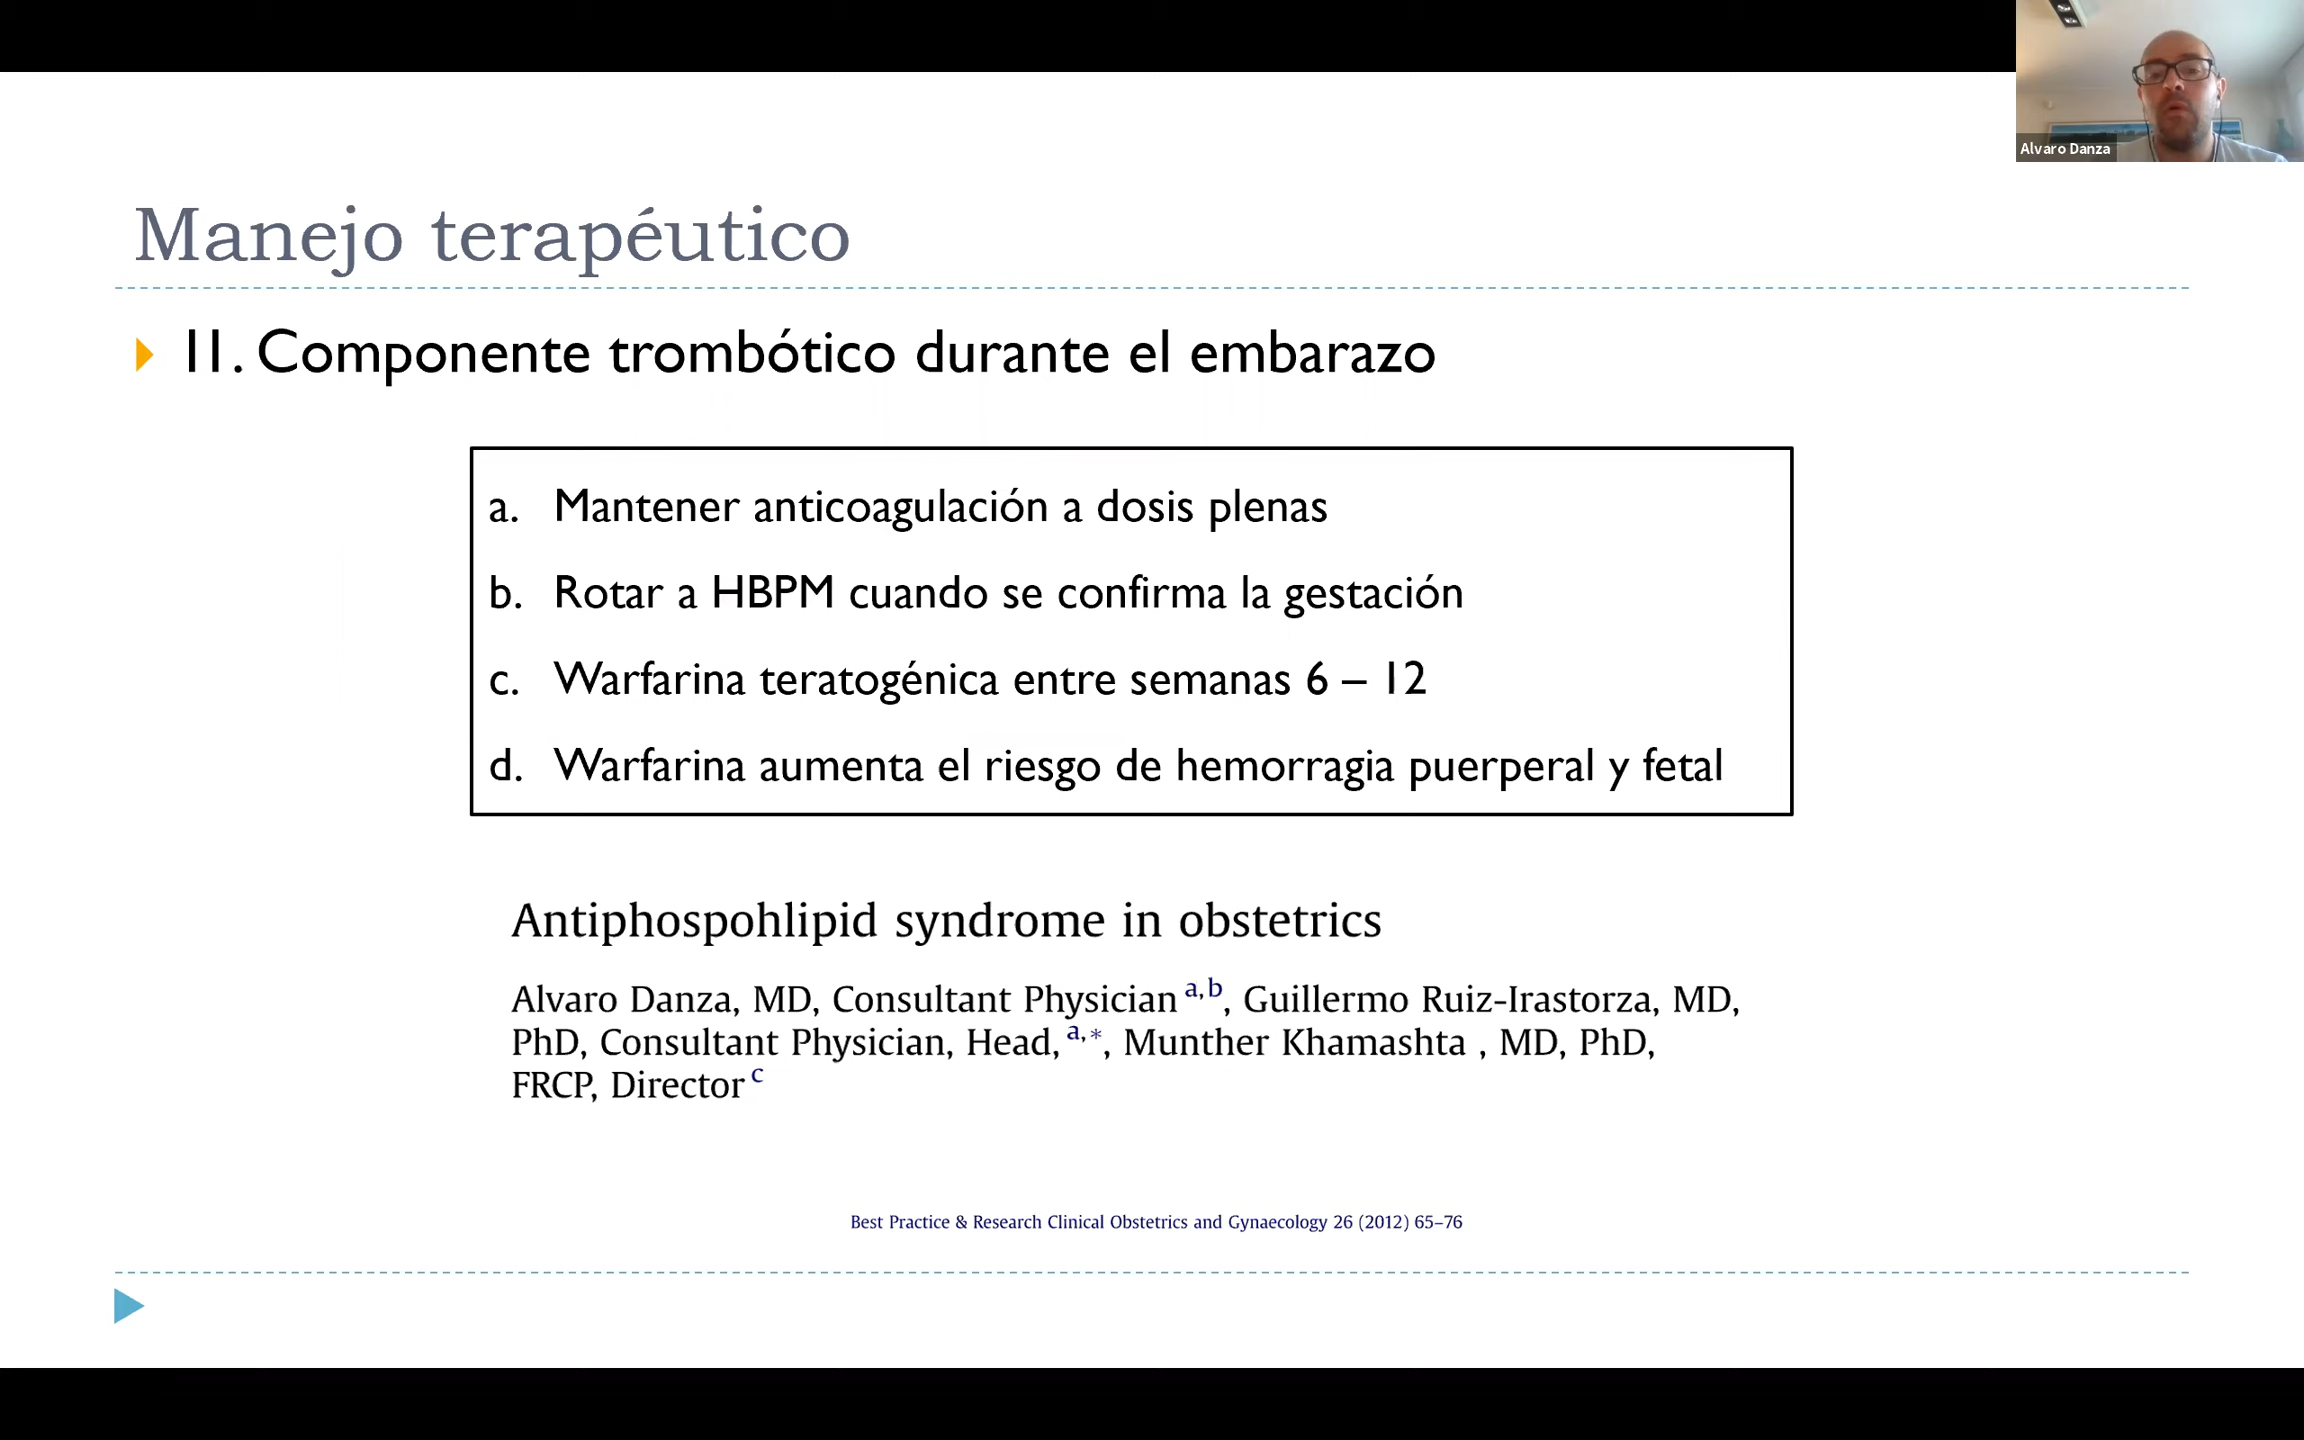 Alvaro Danza
Manejo terapéutico
II. Componente trombótico durante el embarazo
a. Mantener anticoagulación a dosis plenas
b. Rotar a HBPM cuando se confirma la gestación
c. Warfarina teratogénica entre semanas 6 – 12
d. Warfarina aumenta el riesgo de hemorragia puerperal y fetal
Antiphospohlipid syndrome in obstetrics
Alvaro Danza, MD, Consultant Physician a,b, Guillermo Ruiz-Irastorza, MD,
PhD, Consultant Physician, Head, a,*, Munther Khamashta , MD, PhD,
FRCP, Director c
Best Practice & Research Clinical Obstetrics and Gynaecology 26 (2012) 65–76